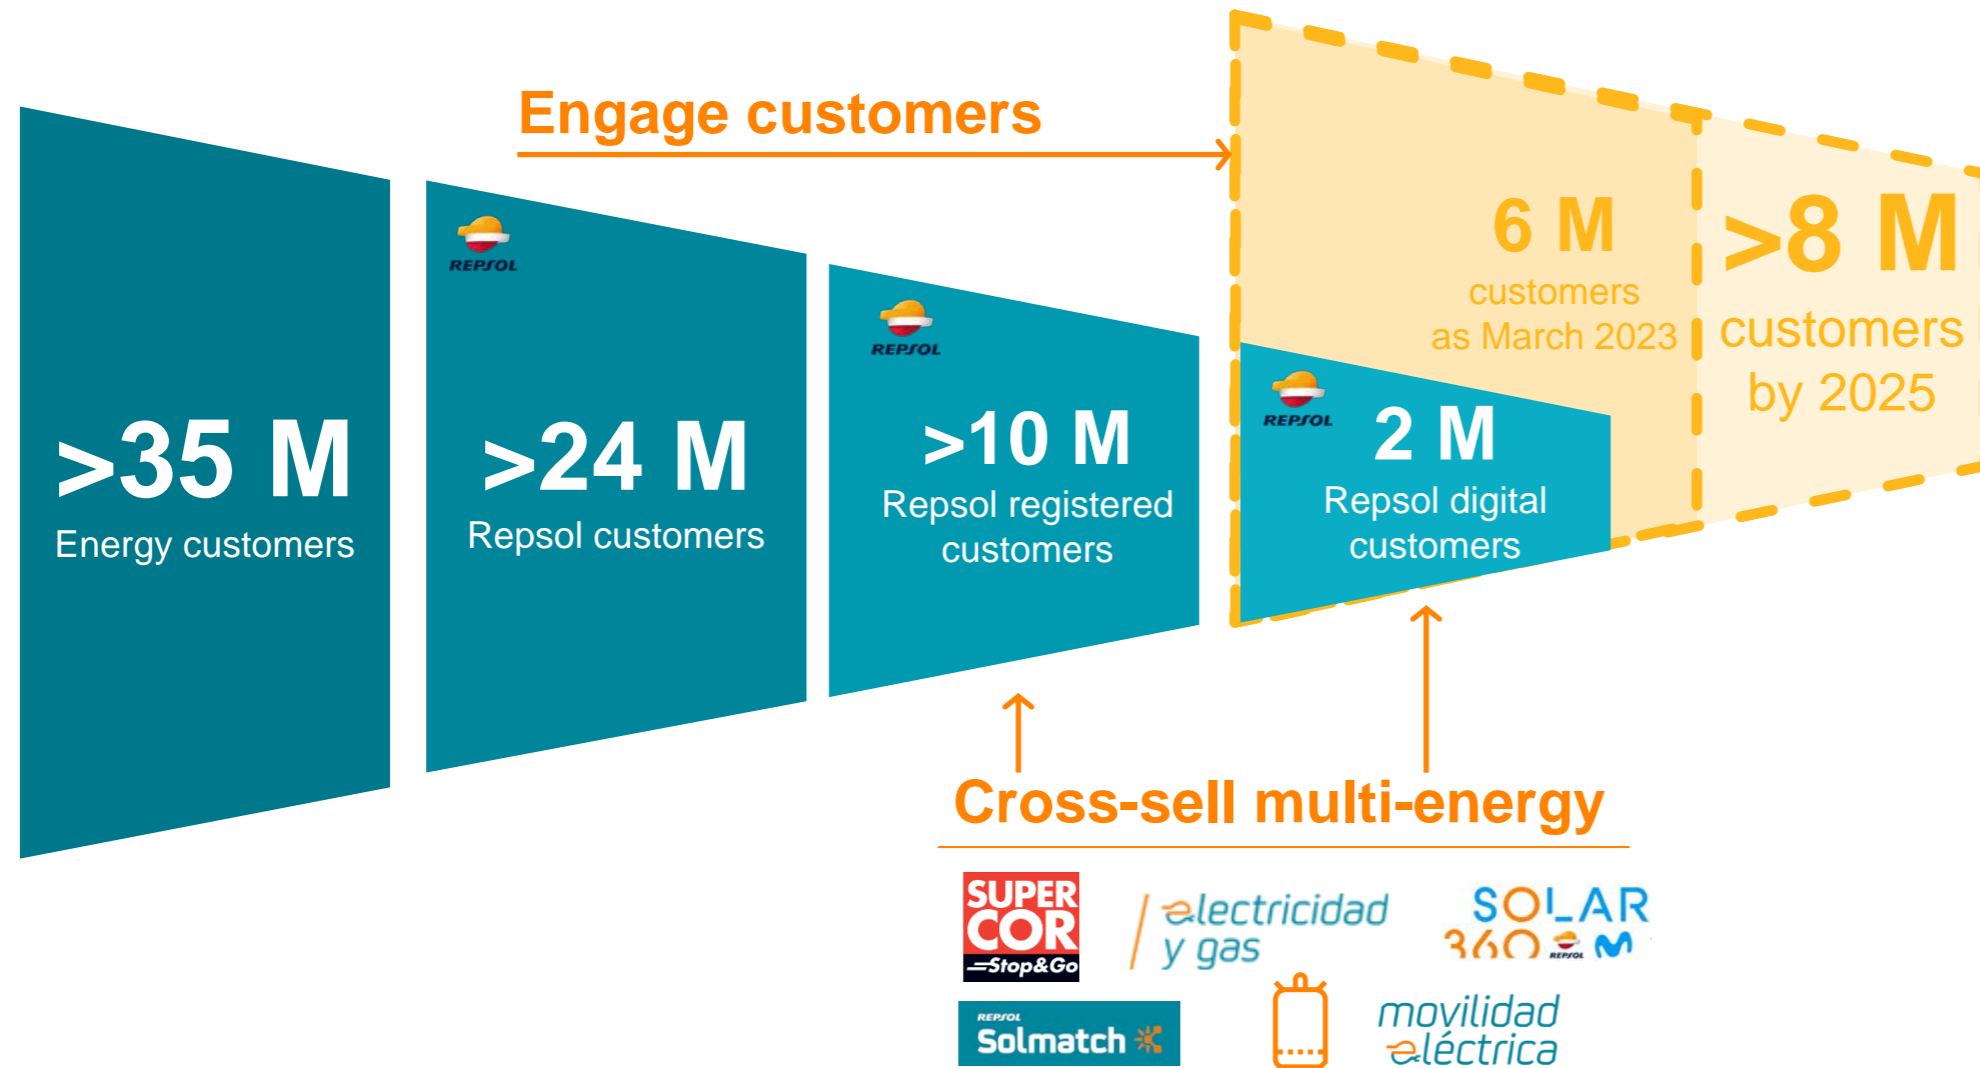 Engage customers
>35 M
Energy customers
REPSOL
>24 M
Repsol customers
REPSOL
>10 M
Repsol registered
customers
REPSOL
2 M
Repsol digital
customers
6 M
customers
as March 2023
>8 M
customers
by 2025
Cross-sell multi-energy
SUPER
COR
Stop&Go
electricidad
y gas
SOLAR
360
REPSOL
REPSOL
Solmatch
movilidad
eléctrica